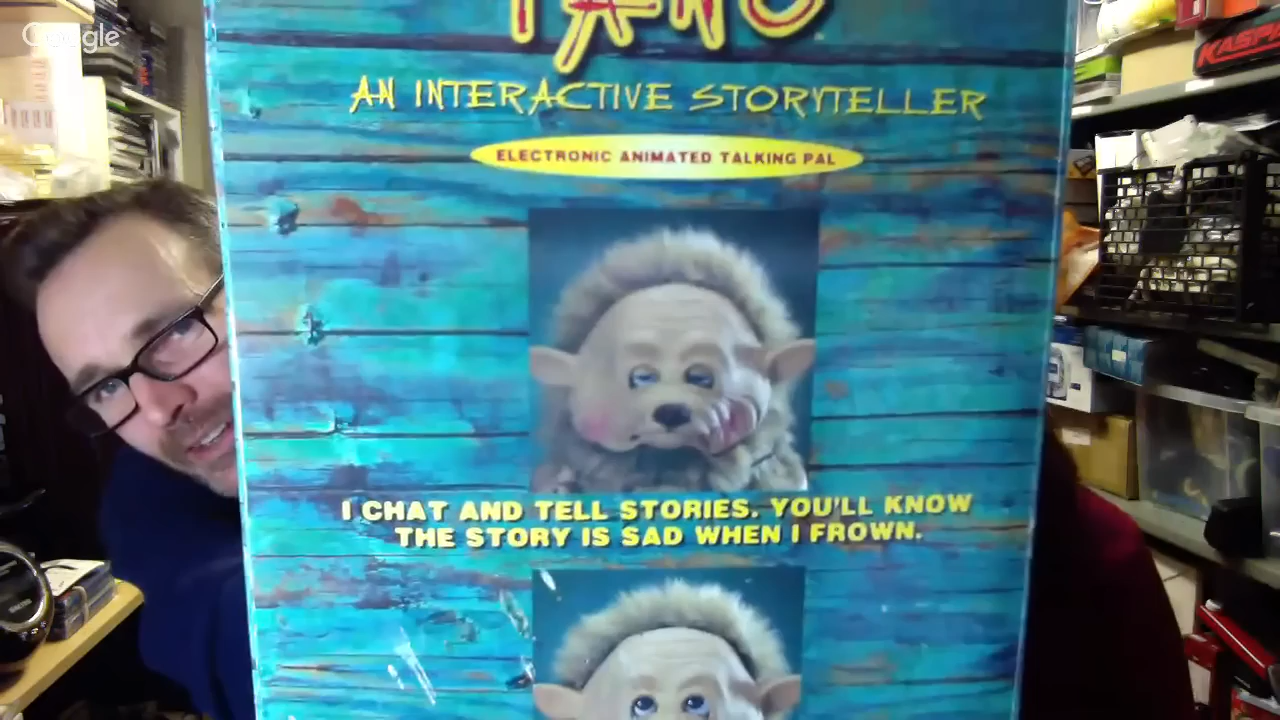 Google
AN INTERACTIVE STORYTELLER
ELECTRONIC ANIMATED TALKING PAL
I CHAT AND TELL STORIES. YOU'LL KNOW
THE STORY IS SAD WHEN I FROWN.